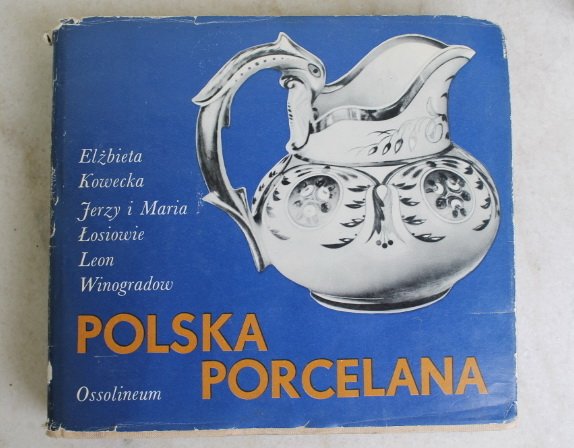 Elżbieta
Kowecka
Jerzy i Maria
Łosiowie
Leon
Winogradow
POLSKA
PORCELANA
Ossolineum